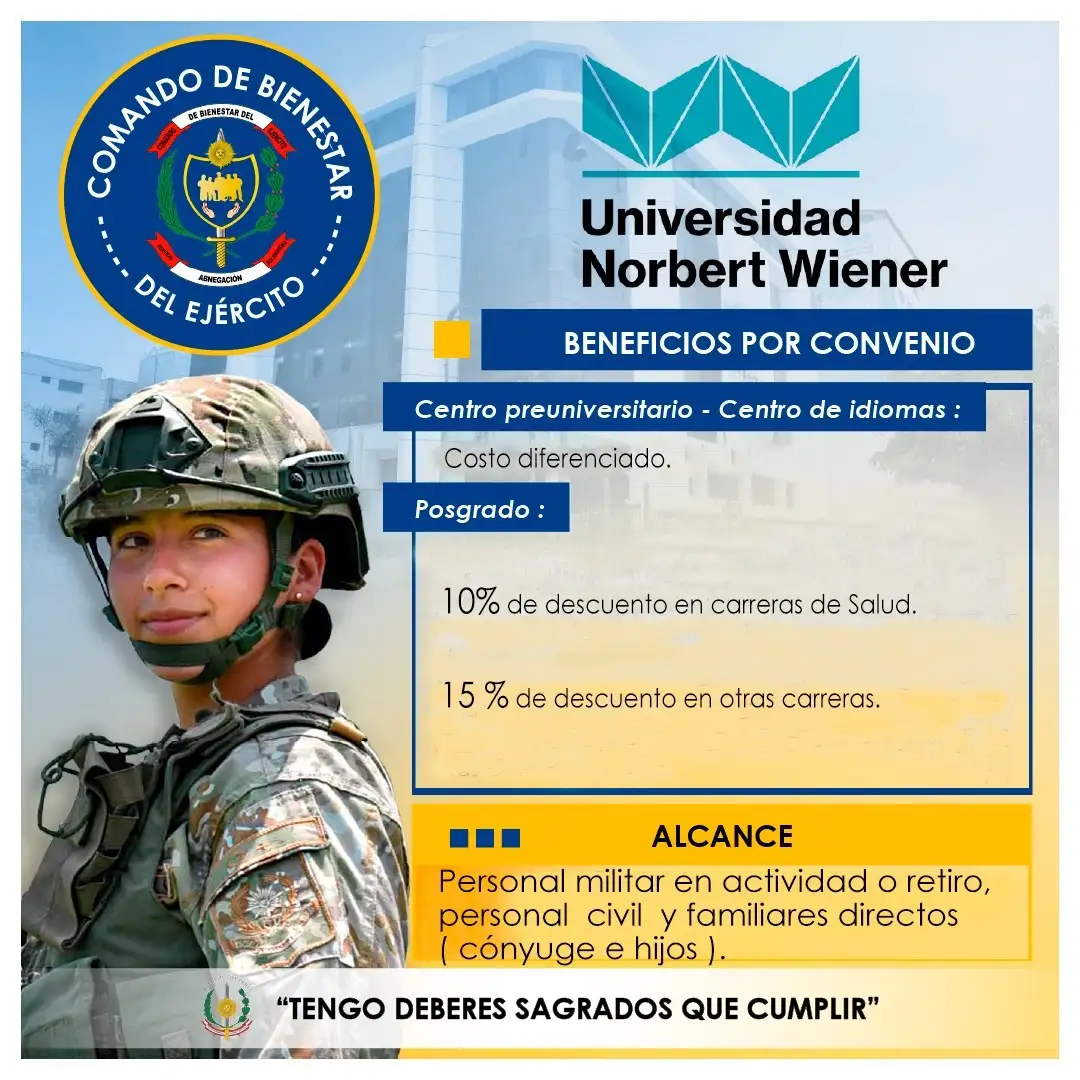 COMANDO DE BIENESTAR
DEL EJÉRCITO
COMANDO
DE BIENESTAR DEL
EJÉRCITO
ABNEGACIÓN
Universidad
Norbert Wiener
BENEFICIOS POR CONVENIO
Centro preuniversitario - Centro de idiomas :
Costo diferenciado.
Posgrado :
10% de descuento en carreras de Salud.
15 % de descuento en otras carreras.
ALCANCE
Personal militar en actividad o retiro,
personal civil y familiares directos
( cónyuge e hijos ).
“TENGO DEBERES SAGRADOS QUE CUMPLIR”